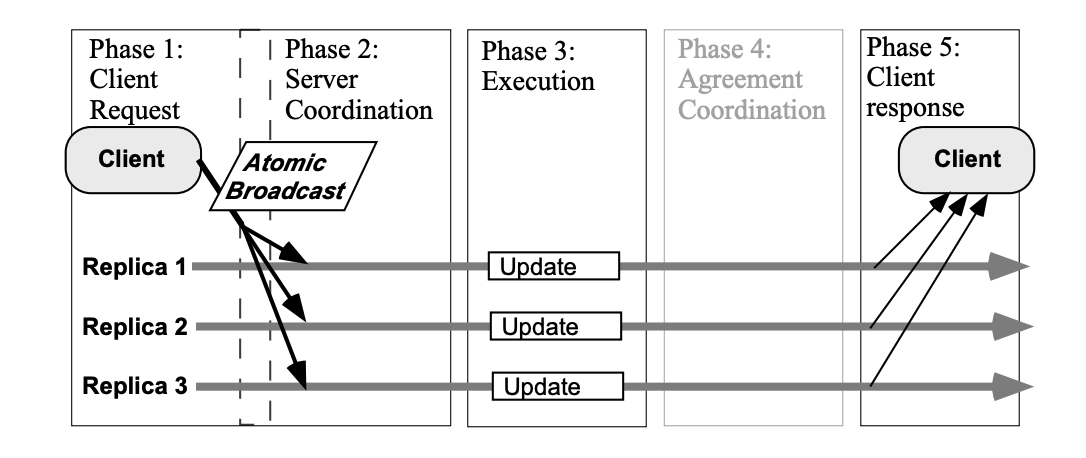 Phase 1:
Client
Request
Phase 2:
Server
Coordination
Phase 3:
Execution
Phase 4:
Agreement
Coordination
Phase 5:
Client
response
Client
Atomic
Broadcast
Client
Replica 1
Update
Replica 2
Update
Replica 3
Update